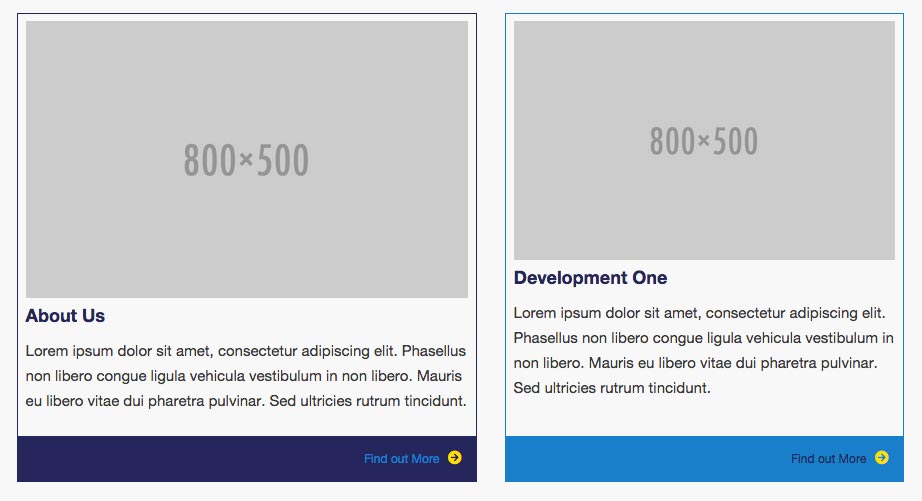 800×500
About Us
Lorem ipsum dolor sit amet, consectetur adipiscing elit. Phasellus
non libero congue ligula vehicula vestibulum in non libero. Mauris
eu libero vitae dui pharetra pulvinar. Sed ultricies rutrum tincidunt.
Find out More
800×500
Development One
Lorem ipsum dolor sit amet, consectetur adipiscing elit.
Phasellus non libero congue ligula vehicula vestibulum in
non libero. Mauris eu libero vitae dui pharetra pulvinar.
Sed ultricies rutrum tincidunt.
Find out More